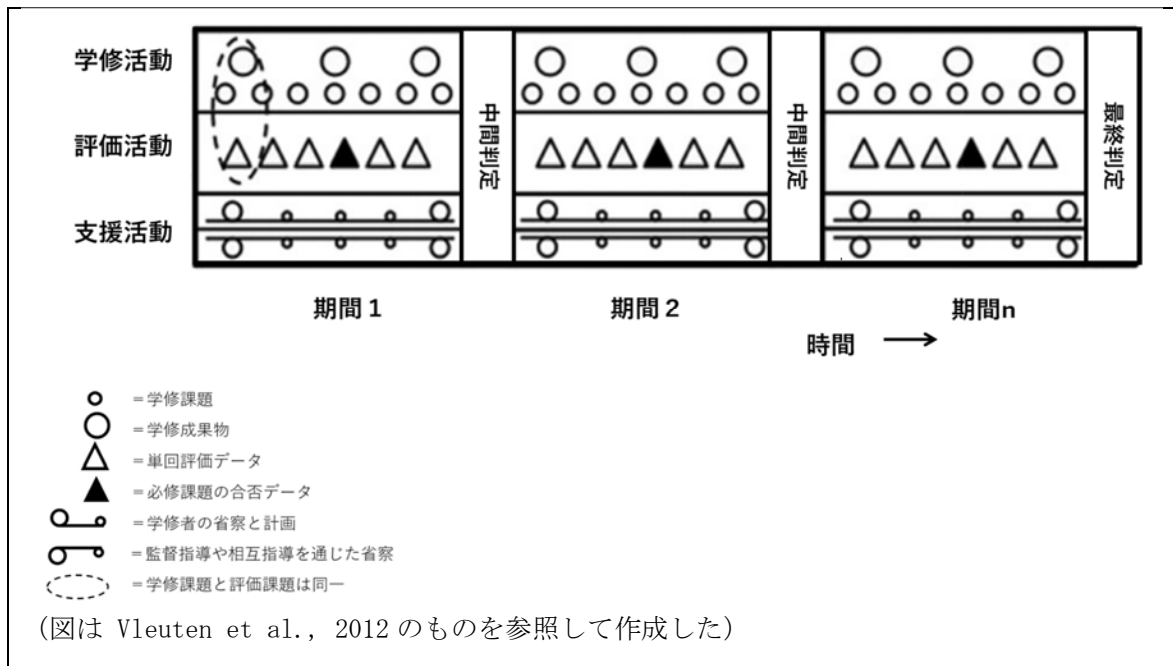 学修活動
評価活動
支援活動
中間判定
中間判定
最終判定
期間1
期間2
期間n
時間
=学修課題
=学修成果物
=単回評価データ
=必修課題の合否データ
=学修者の省察と計画
=監督指導や相互指導を通じた省察
=学修課題と評価課題は同一
(図は Vleuten et al., 2012 のものを参照して作成した)